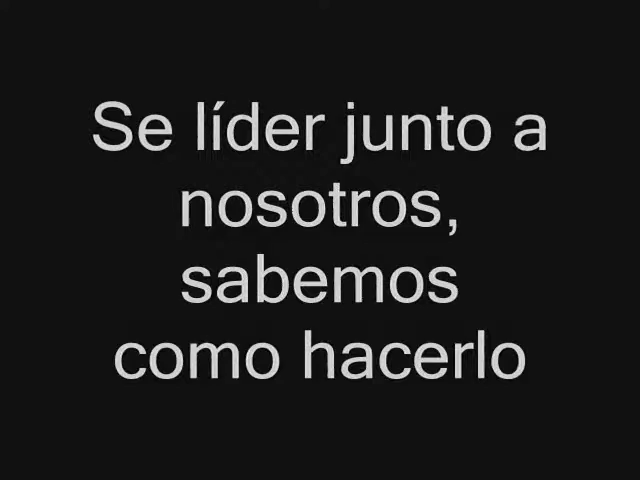 Se líder junto a
nosotros,
sabemos
como hacerlo